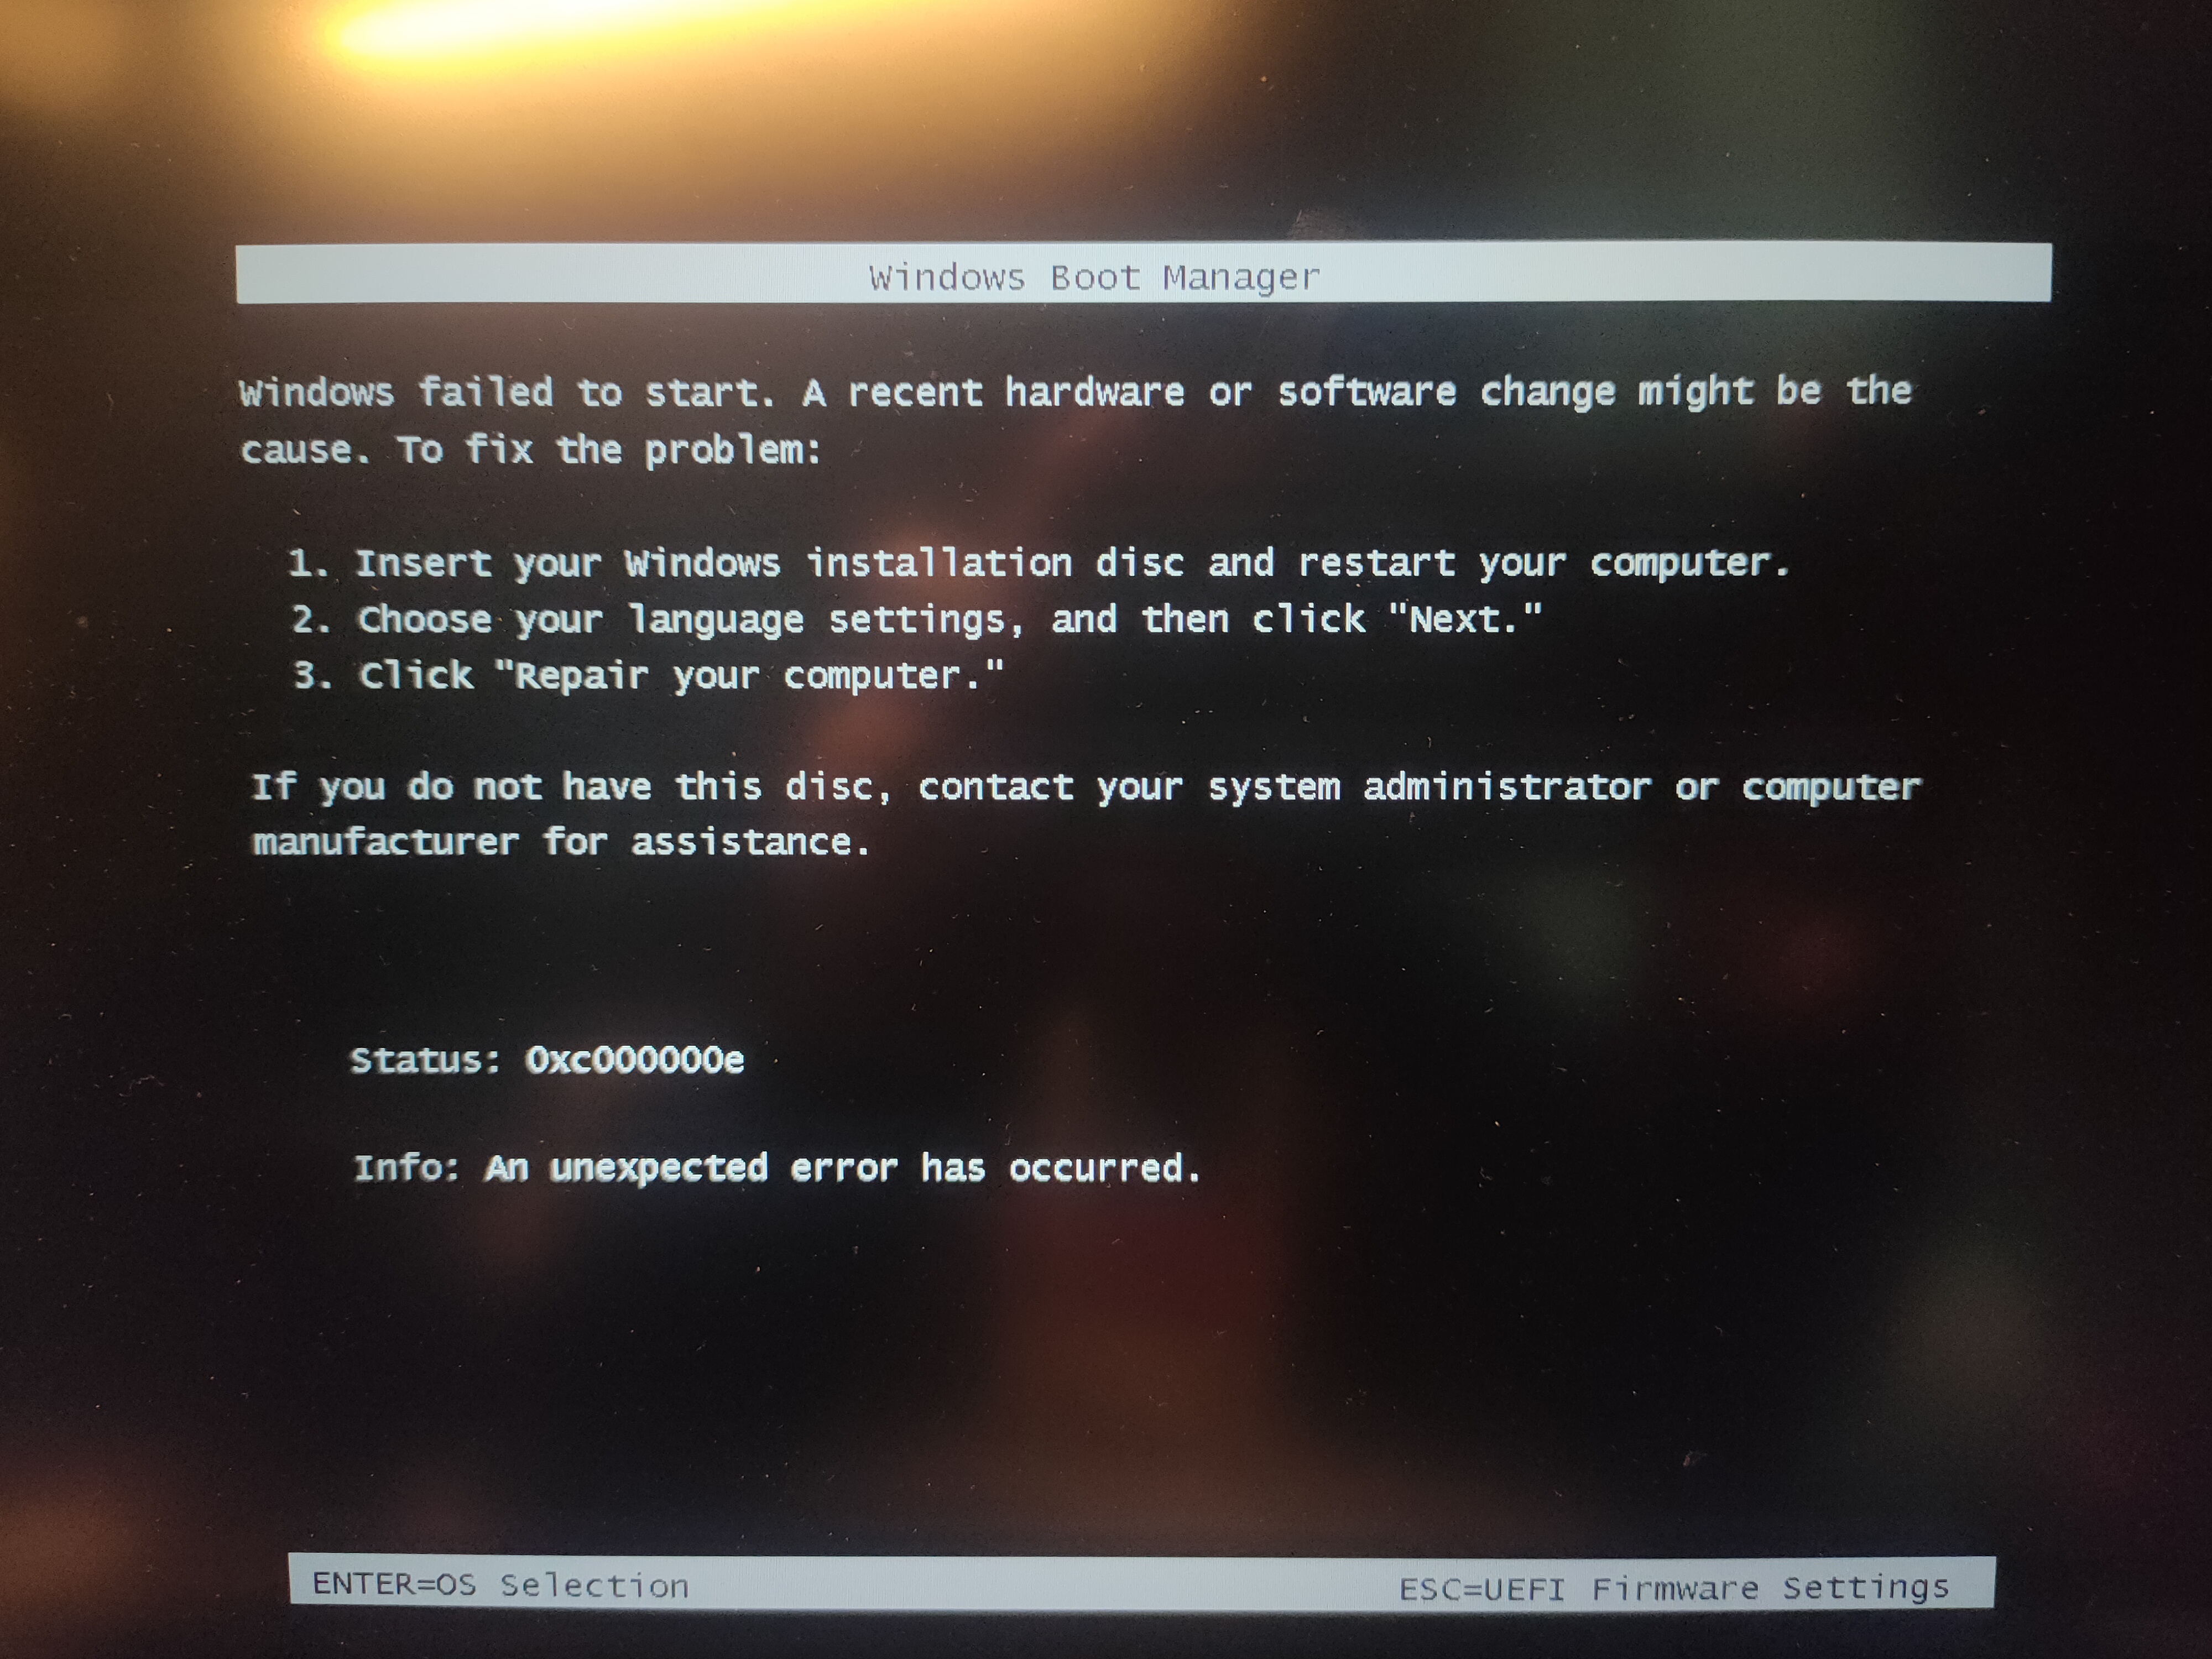 Windows Boot Manager
Windows failed to start. A recent hardware or software change might be the
cause. To fix the problem:
1. Insert your Windows installation disc and restart your computer.
2. Choose your language settings, and then click "Next."
3. Click "Repair your computer."
If you do not have this disc, contact your system administrator or computer
manufacturer for assistance.
Status: 0xc000000e
Info: An unexpected error has occurred.
ENTER=OS Selection ESC=UEFI Firmware Settings